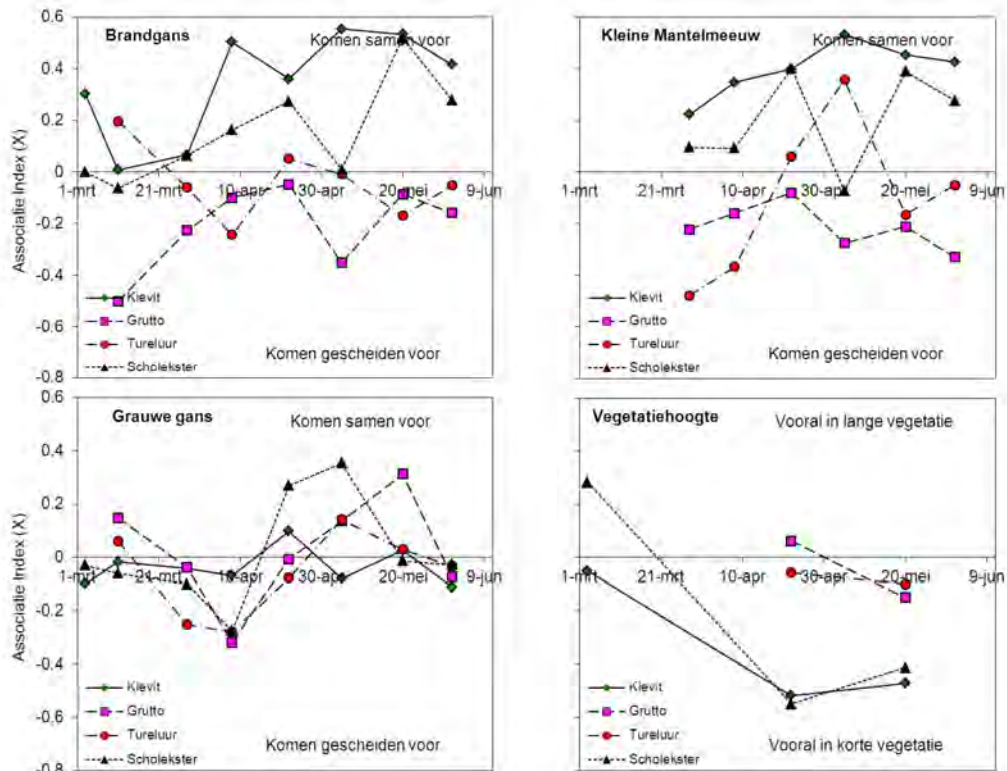 Brandgans
Komen samen voor
0.6
0.4
0.2
0
-0.2
-0.4
-0.6
-0.8
Associatie Index (X)
1-mrt 21-mrt 10-apr 30-apr 20-mei 9-jun
Kievit
Grutto
Tureluur
Scholekster
Komen gescheiden voor
Kleine Mantelmeeuw
Komen samen voor
1-mrt 21-mrt 10-apr 30-apr 20-mei 9-jun
Kievit
Grutto
Tureluur
Scholekster
Komen gescheiden voor
Grauwe gans
Komen samen voor
0.6
0.4
0.2
0
-0.2
-0.4
-0.6
-0.8
Associatie Index (X)
1-mrt 21-mrt 10-apr 30-apr 20-mei 9-jun
Kievit
Grutto
Tureluur
Scholekster
Komen gescheiden voor
Vegetatiehoogte
Vooral in lange vegetatie
1-mrt 21-mrt 10-apr 30-apr 20-mei 9-jun
Kievit
Grutto
Tureluur
Scholekster
Vooral in korte vegetatie